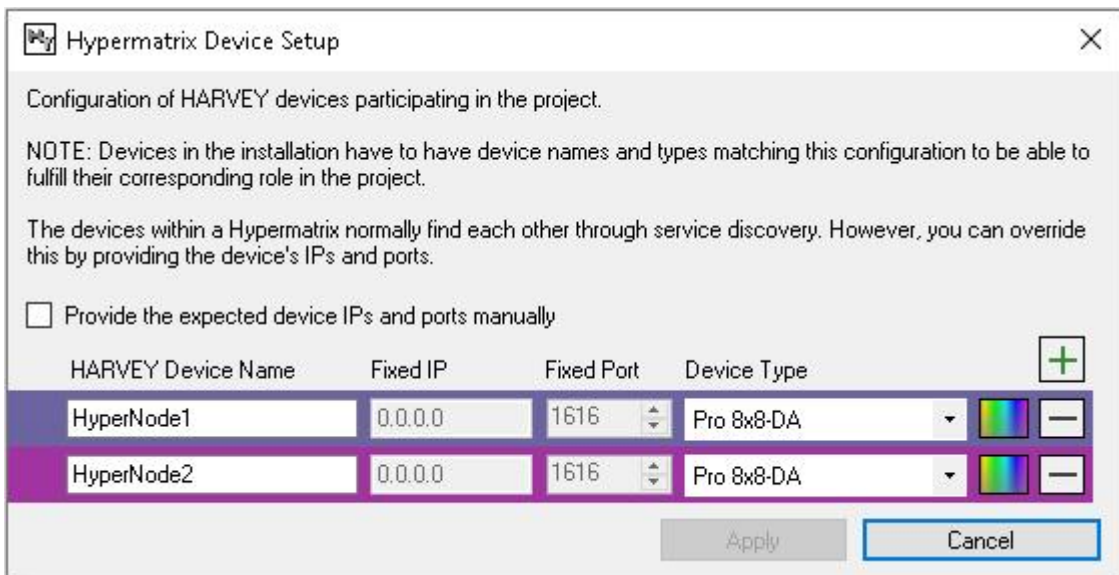 Hypermatrix Device Setup
Configuration of HARVEY devices participating in the project.
NOTE: Devices in the installation have to have device names and types matching this configuration to be able to
fulfill their corresponding role in the project.
The devices within a Hypermatrix normally find each other through service discovery. However, you can override
this by providing the device's IPs and ports.
Provide the expected device IPs and ports manually
HARVEY Device Name Fixed IP Fixed Port Device Type
HyperNode1 0.0.0.0 1616 Pro 8x8-DA
HyperNode2 0.0.0.0 1616 Pro 8x8-DA
Apply Cancel